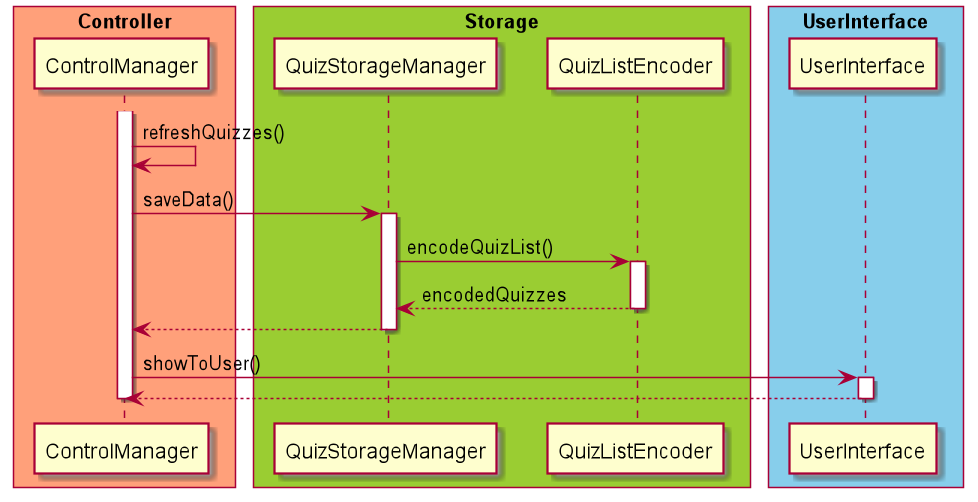 Controller
Storage
UserInterface
ControlManager
QuizStorageManager
QuizListEncoder
UserInterface
refreshQuizzes()
saveData()
encodeQuizList()
encodedQuizzes
showToUser()
ControlManager
QuizStorageManager
QuizListEncoder
UserInterface